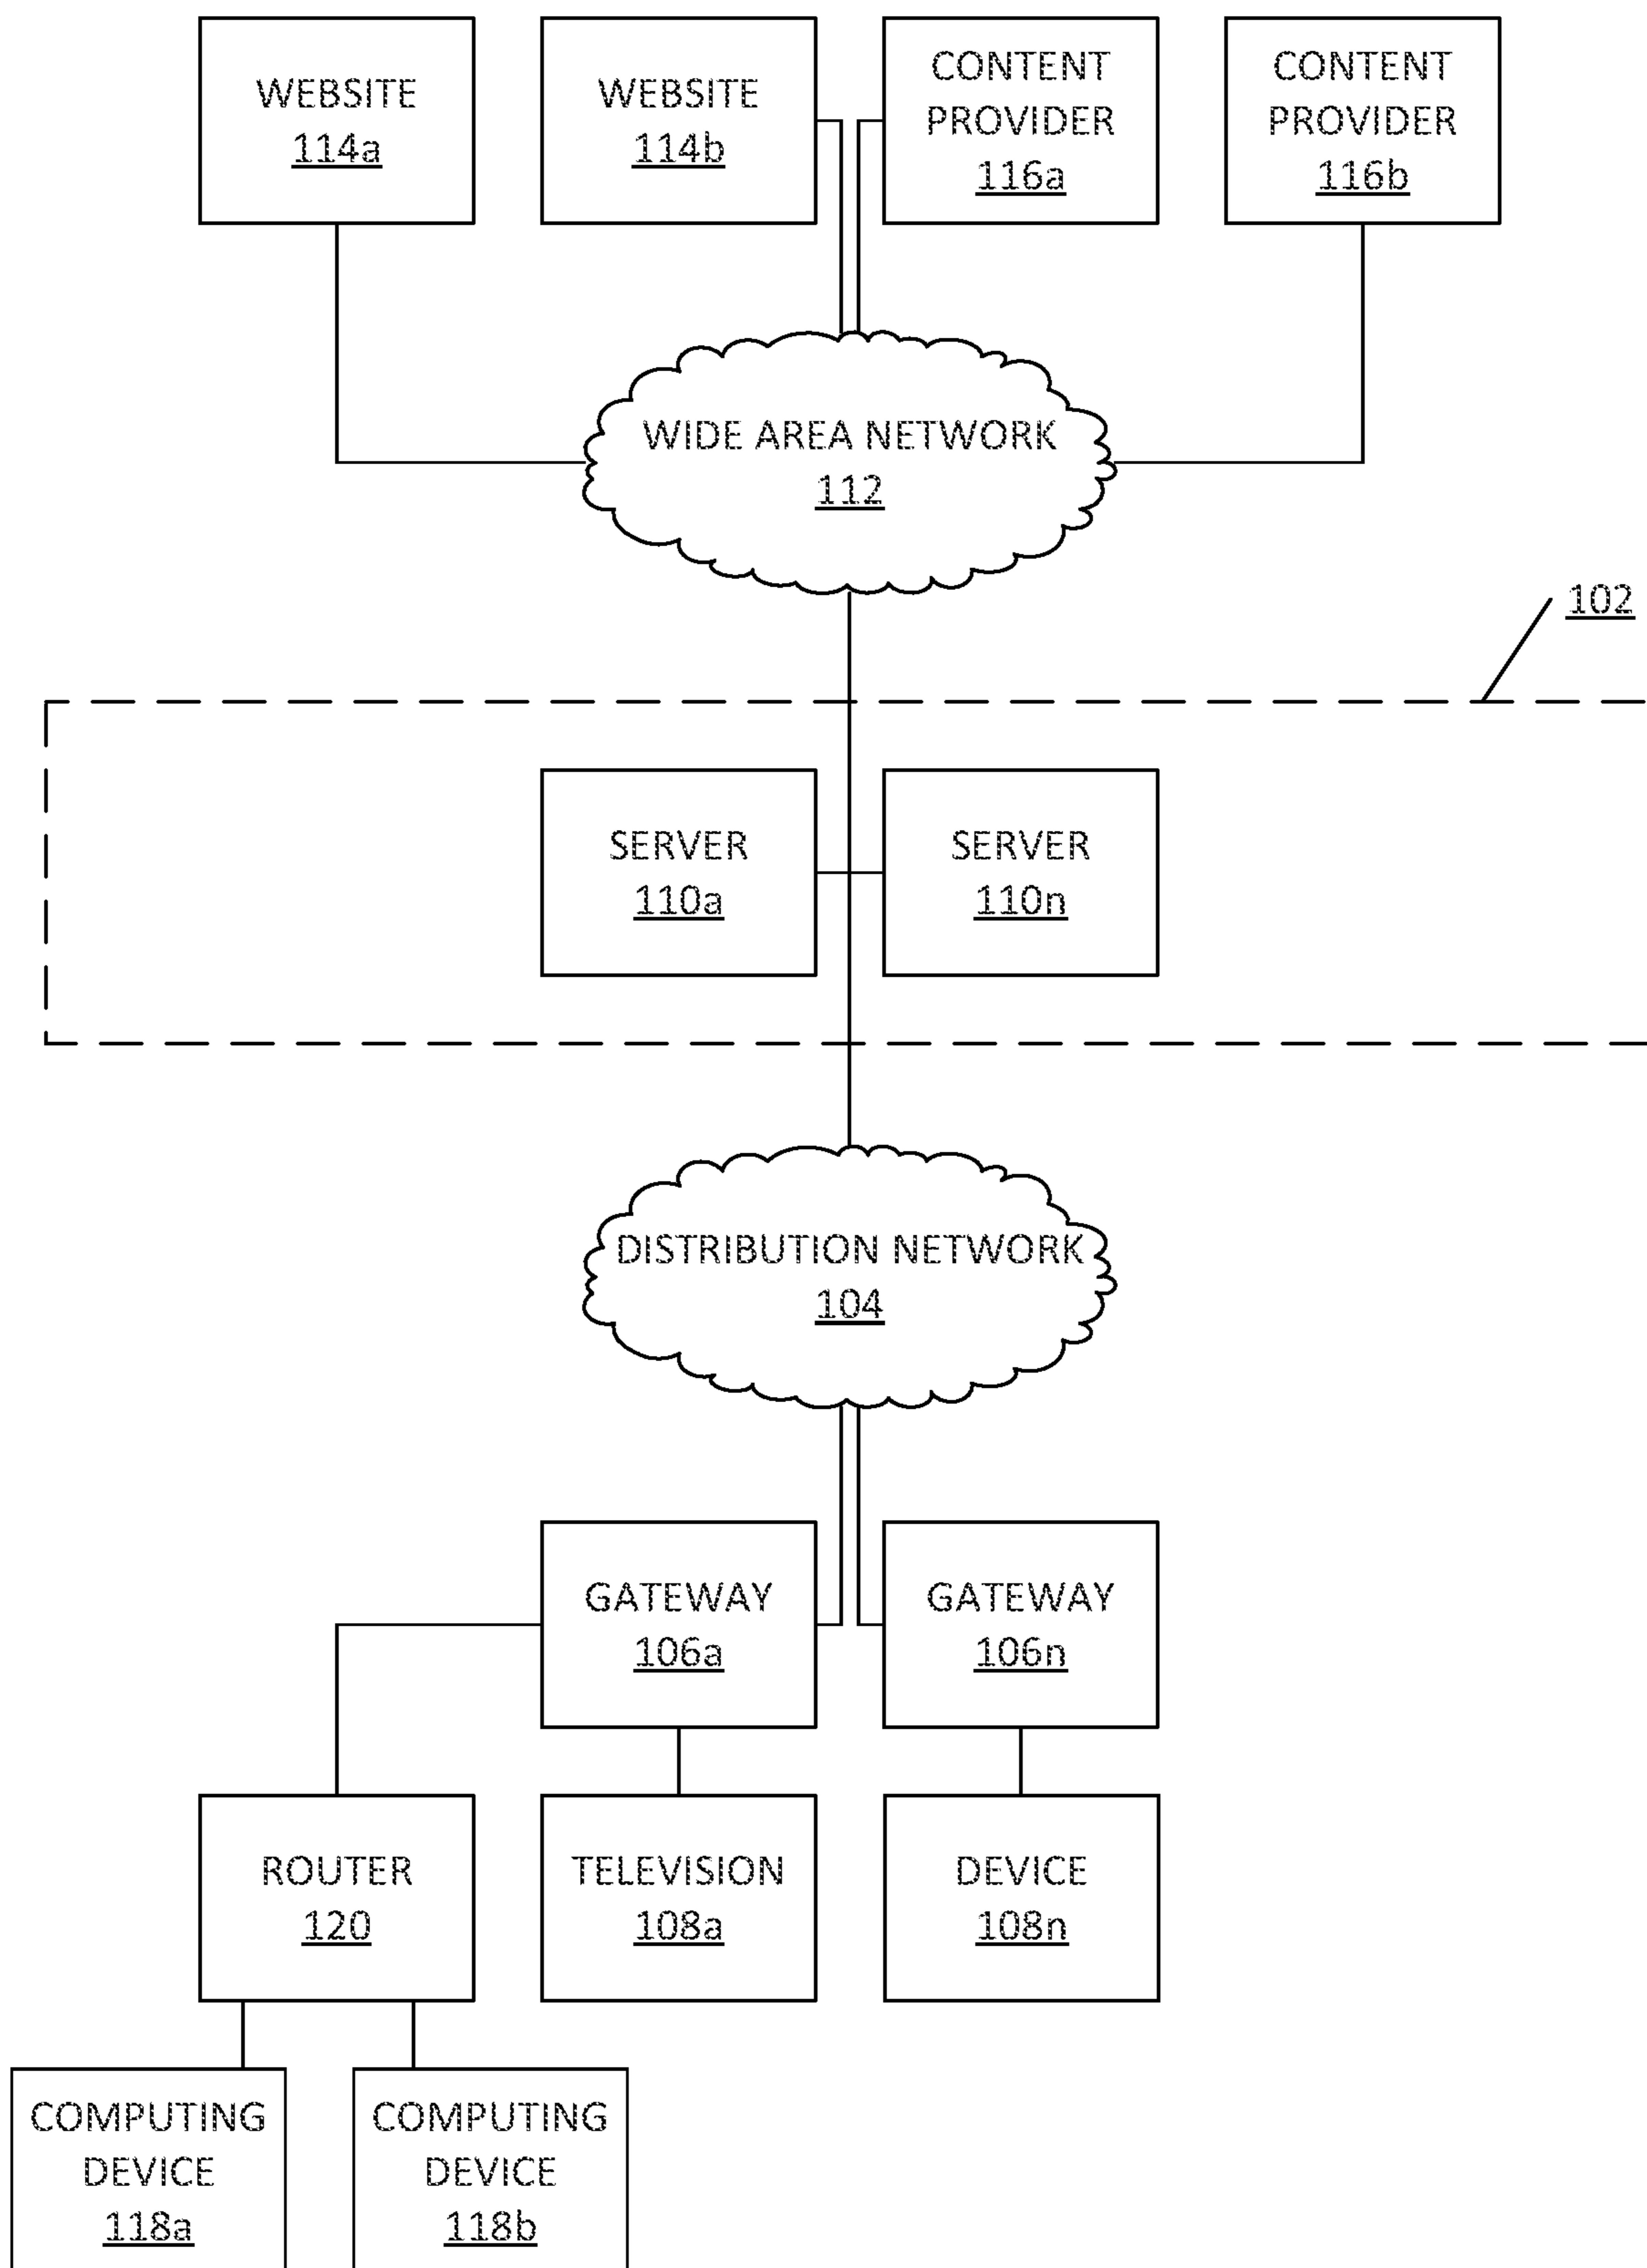 WEBSITE
114a
WEBSITE
114b
CONTENT
PROVIDER
116a
CONTENT
PROVIDER
116b
WIDE AREA NETWORK
112
102
SERVER
110a
SERVER
110n
DISTRIBUTION NETWORK
104
GATEWAY
106a
GATEWAY
106n
ROUTER
120
TELEVISION
108a
DEVICE
108n
COMPUTING
DEVICE
118a
COMPUTING
DEVICE
118b